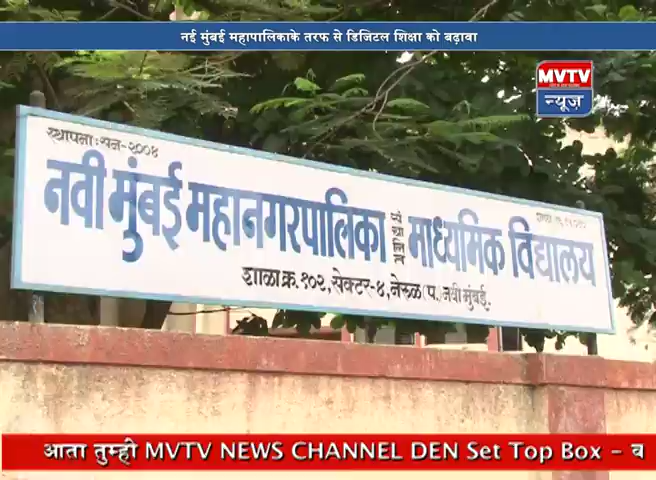 नई मुंबई महापालिकाके तरफ से डिजिटल शिक्षा को बढ़ावा
MVTV
न्यूज़
स्थापना: सन-२००४
नवी मुंबई महानगरपालिका संचलित माध्यमिक विद्यालय
शाळा क्र. १०२, सेक्टर-४, नेरुळ (प.) नवी मुंबई.
आता तुम्ही MVTV NEWS CHANNEL DEN Set Top Box - ब